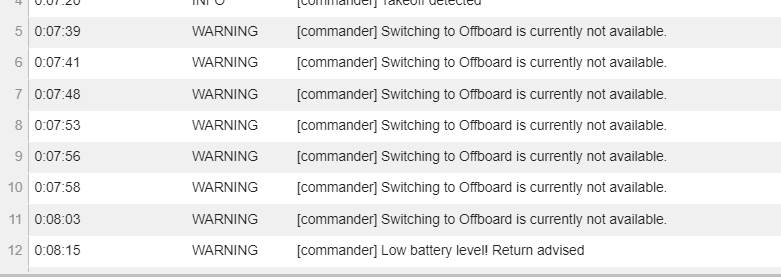 4 0:07:20 INFO [commander] Takeoff detected
5 0:07:39 WARNING [commander] Switching to Offboard is currently not available.
6 0:07:41 WARNING [commander] Switching to Offboard is currently not available.
7 0:07:48 WARNING [commander] Switching to Offboard is currently not available.
8 0:07:53 WARNING [commander] Switching to Offboard is currently not available.
9 0:07:56 WARNING [commander] Switching to Offboard is currently not available.
10 0:07:58 WARNING [commander] Switching to Offboard is currently not available.
11 0:08:03 WARNING [commander] Switching to Offboard is currently not available.
12 0:08:15 WARNING [commander] Low battery level! Return advised